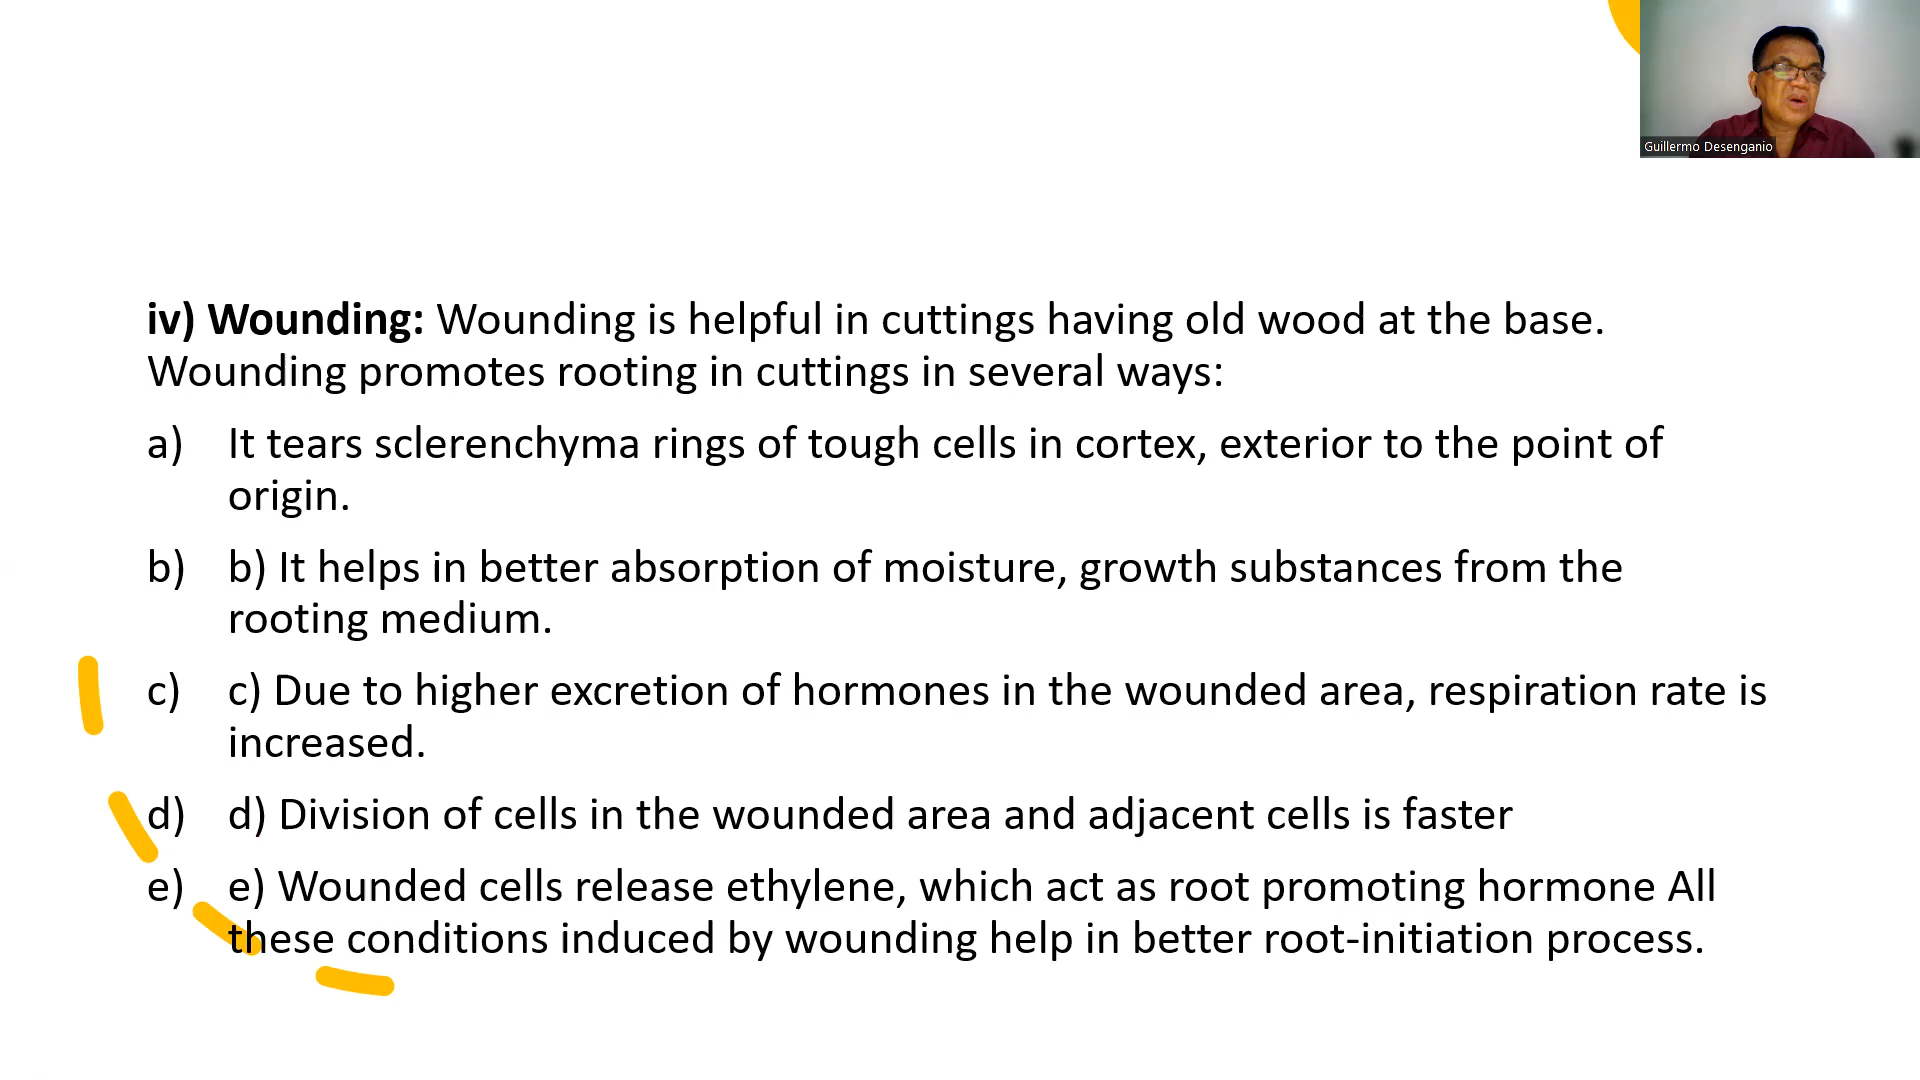 Guillermo Desenganio
iv) Wounding: Wounding is helpful in cuttings having old wood at the base.
Wounding promotes rooting in cuttings in several ways:
a) It tears sclerenchyma rings of tough cells in cortex, exterior to the point of
origin.
b) b) It helps in better absorption of moisture, growth substances from the
rooting medium.
c) c) Due to higher excretion of hormones in the wounded area, respiration rate is
increased.
d) d) Division of cells in the wounded area and adjacent cells is faster
e) e) Wounded cells release ethylene, which act as root promoting hormone All
these conditions induced by wounding help in better root-initiation process.